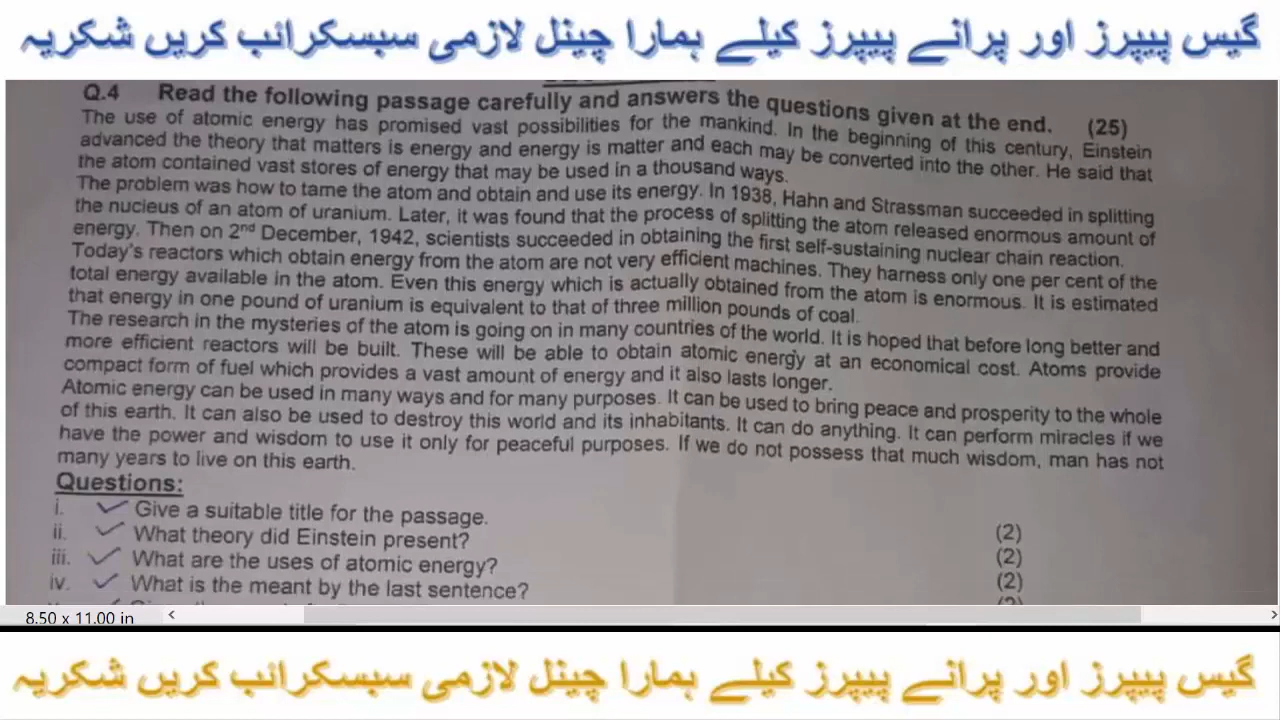 گیس پیپرز اور پرانے پیپرز کیلے ہمارا چینل لازمی سبسکرائب کریں شکریہ
Q.4 Read the following passage carefully and answers the questions given at the end. (25)
The use of atomic energy has promised vast possibilities for the mankind. In the beginning of this century, Einstein
advanced the theory that matters is energy and energy is matter and each may be converted into the other. He said that
the atom contained vast stores of energy that may be used in a thousand ways.
The problem was how to tame the atom and obtain and use its energy. In 1938, Hahn and Strassman succeeded in splitting
the nucieus of an atom of uranium. Later, it was found that the process of splitting the atom released enormous amount of
energy. Then on 2nd December, 1942, scientists succeeded in obtaining the first self-sustaining nuclear chain reaction.
Today's reactors which obtain energy from the atom are not very efficient machines. They harness only one per cent of the
total energy available in the atom. Even this energy which is actually obtained from the atom is enormous. It is estimated
that energy in one pound of uranium is equivalent to that of three million pounds of coal.
The research in the mysteries of the atom is going on in many countries of the world. It is hoped that before long better and
more efficient reactors will be built. These will be able to obtain atomic energy at an economical cost. Atoms provide
compact form of fuel which provides a vast amount of energy and it also lasts longer.
Atomic energy can be used in many ways and for many purposes. It can be used to bring peace and prosperity to the whole
of this earth. It can also be used to destroy this world and its inhabitants. It can do anything. It can perform miracles if we
have the power and wisdom to use it only for peaceful purposes. If we do not possess that much wisdom, man has not
many years to live on this earth.
Questions:
i. Give a suitable title for the passage.
ii. What theory did Einstein present? (2)
iii. What are the uses of atomic energy? (2)
iv. What is the meant by the last sentence? (2)
8.50 x 11.00 in
گیس پیپرز اور پرانے پیپرز کیلے ہمارا چینل لازمی سبسکرائب کریں شکریہ